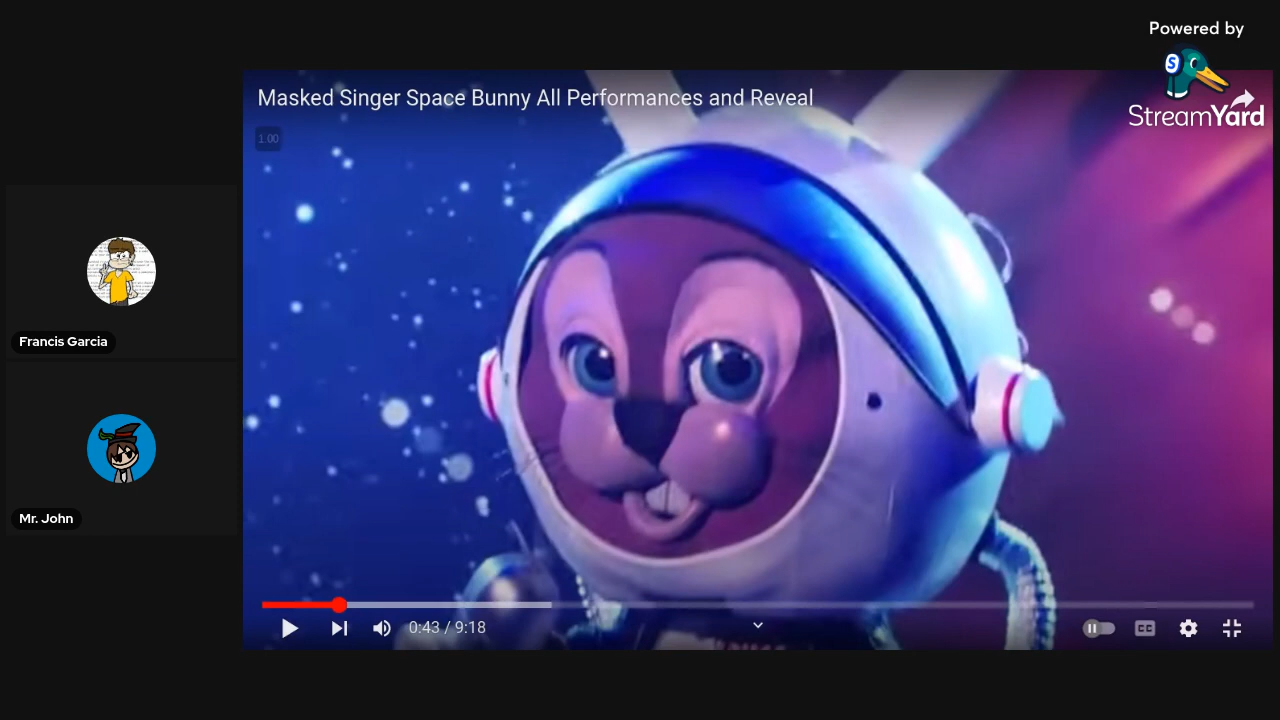 Powered by
S
StreamYard
Masked Singer Space Bunny All Performances and Reveal
1.00
Francis Garcia
Mr. John
0:43 / 9:18
CC